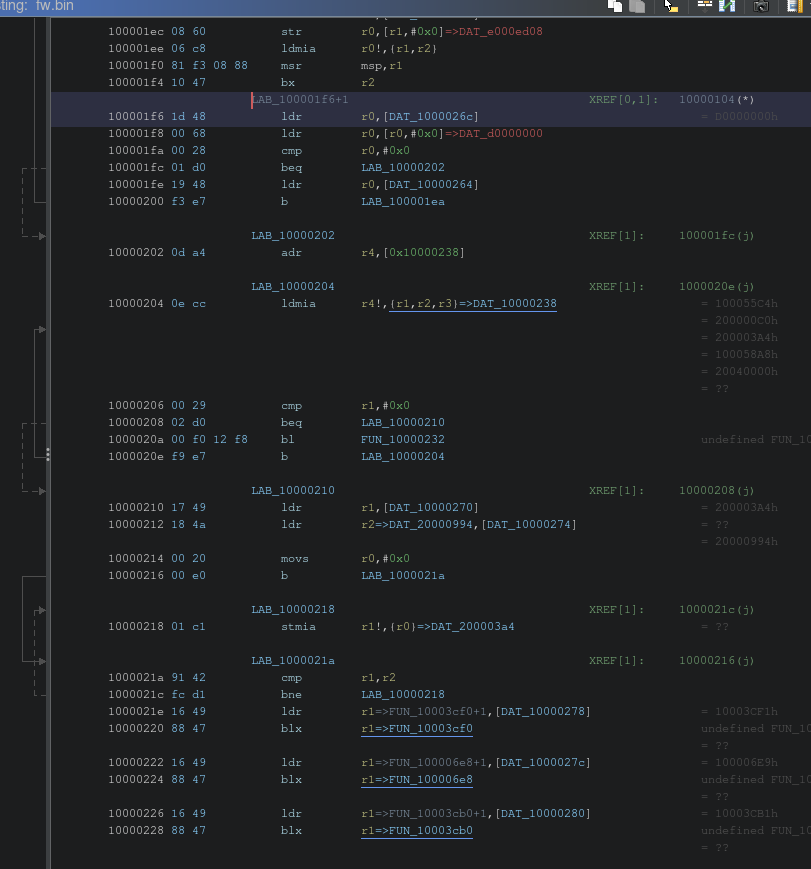 sting: fw.bin
100001ec 08 60 str r0,[r1,#0x0]=>DAT_e000ed08
100001ee 06 c8 ldmia r0!,{r1,r2}
100001f0 81 f3 08 88 msr msp,r1
100001f4 10 47 bx r2
LAB_100001f6+1 XREF[0,1]: 10000104(*)
100001f6 1d 48 ldr r0,[DAT_1000026c] = D0000000h
100001f8 00 68 ldr r0,[r0,#0x0]=>DAT_d0000000
100001fa 00 28 cmp r0,#0x0
100001fc 01 d0 beq LAB_10000202
100001fe 19 48 ldr r0,[DAT_10000264]
10000200 f3 e7 b LAB_100001ea
LAB_10000202 XREF[1]: 100001fc(j)
10000202 0d a4 adr r4,[0x10000238]
LAB_10000204 XREF[1]: 1000020e(j)
10000204 0e cc ldmia r4!,{r1,r2,r3}=>DAT_10000238 = 100055C4h
= 200000C0h
= 200003A4h
= 100058A8h
= 20040000h
= ??
10000206 00 29 cmp r1,#0x0
10000208 02 d0 beq LAB_10000210
1000020a 00 f0 12 f8 bl FUN_10000232 undefined FUN_10
1000020e f9 e7 b LAB_10000204
LAB_10000210 XREF[1]: 10000208(j)
10000210 17 49 ldr r1,[DAT_10000270] = 200003A4h
10000212 18 4a ldr r2=>DAT_20000994,[DAT_10000274] = ??
= 20000994h
10000214 00 20 movs r0,#0x0
10000216 00 e0 b LAB_1000021a
LAB_10000218 XREF[1]: 1000021c(j)
10000218 01 c1 stmia r1!,{r0}=>DAT_200003a4 = ??
LAB_1000021a XREF[1]: 10000216(j)
1000021a 91 42 cmp r1,r2
1000021c fc d1 bne LAB_10000218
1000021e 16 49 ldr r1=>FUN_10003cf0+1,[DAT_10000278] = 10003CF1h
10000220 88 47 blx r1=>FUN_10003cf0 undefined FUN_10
= ??
10000222 16 49 ldr r1=>FUN_100006e8+1,[DAT_1000027c] = 100006E9h
10000224 88 47 blx r1=>FUN_100006e8 undefined FUN_10
= ??
10000226 16 49 ldr r1=>FUN_10003cb0+1,[DAT_10000280] = 10003CB1h
10000228 88 47 blx r1=>FUN_10003cb0 undefined FUN_10
= ??